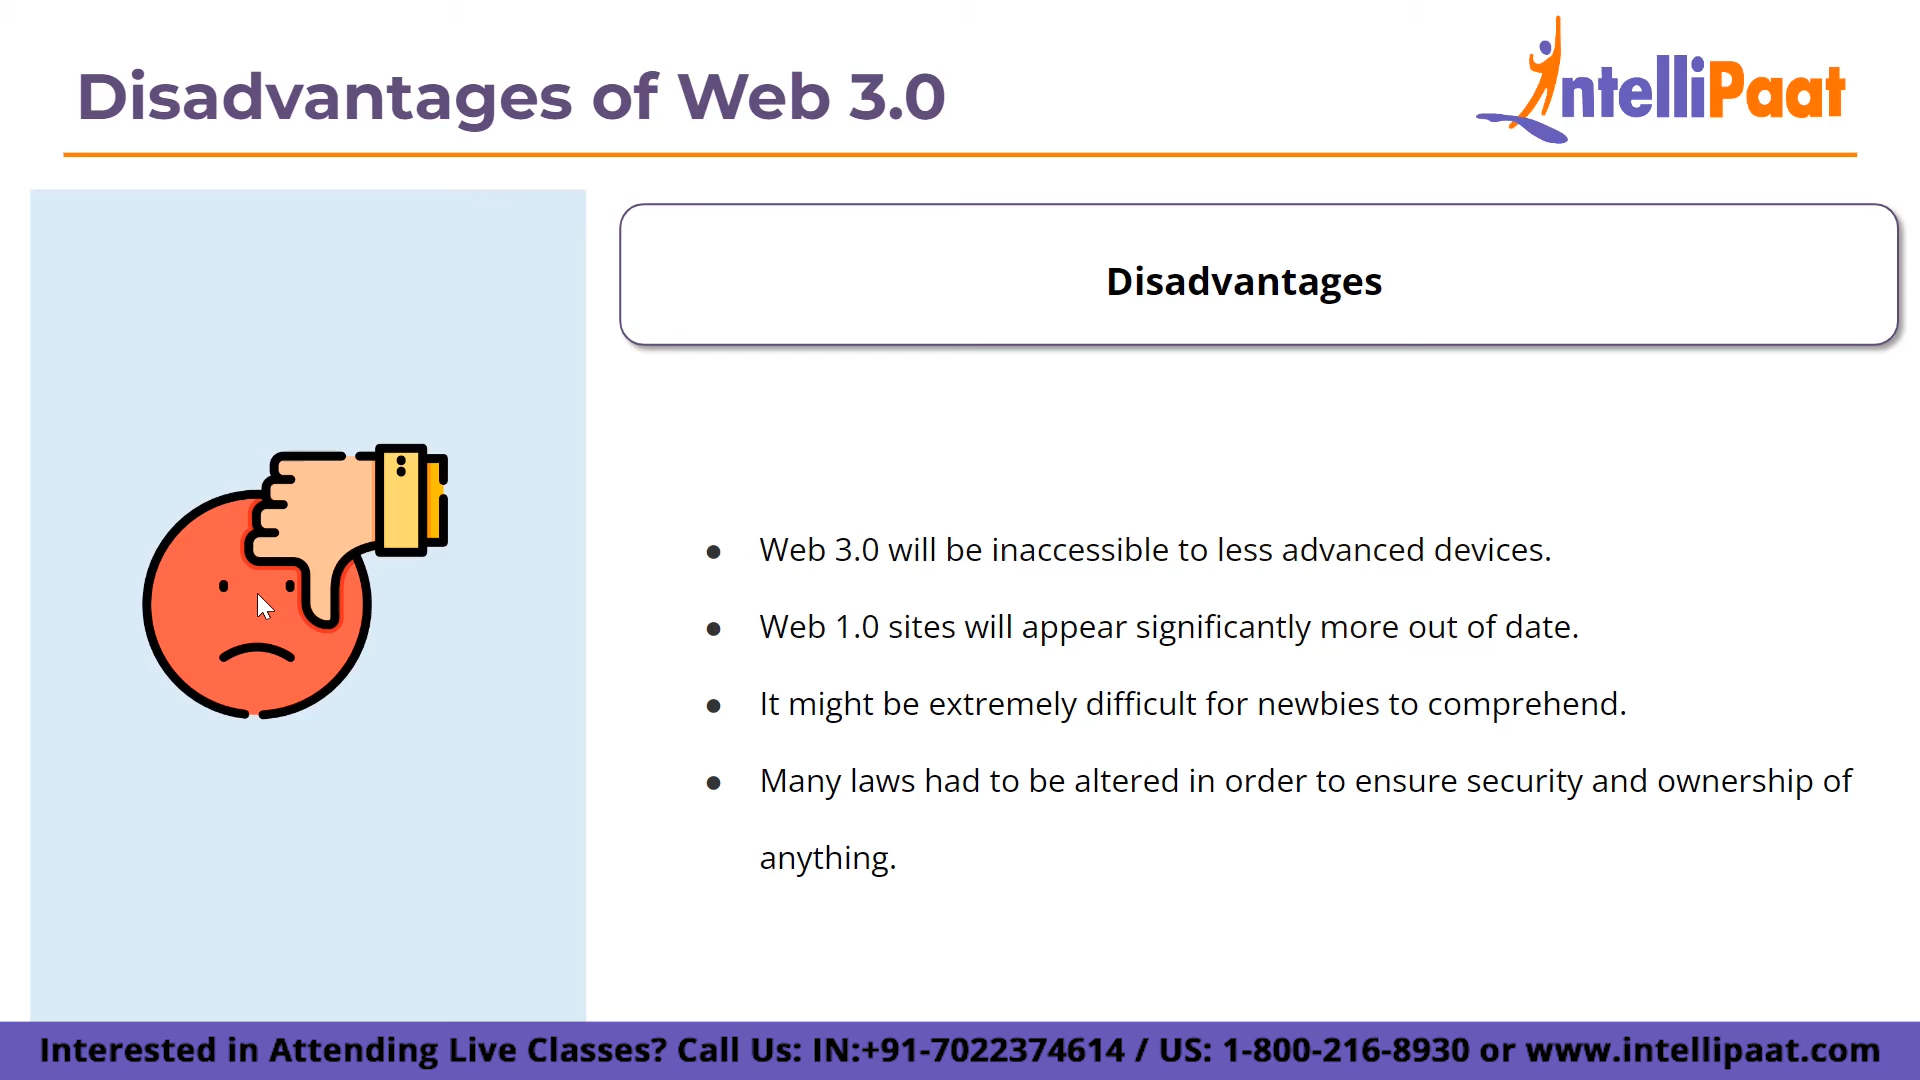 Disadvantages of Web 3.0
IntelliPaat
Disadvantages
● Web 3.0 will be inaccessible to less advanced devices.
● Web 1.0 sites will appear significantly more out of date.
● It might be extremely difficult for newbies to comprehend.
● Many laws had to be altered in order to ensure security and ownership of
anything.
Interested in Attending Live Classes? Call Us: IN:+91-7022374614 / US: 1-800-216-8930 or www.intellipaat.com